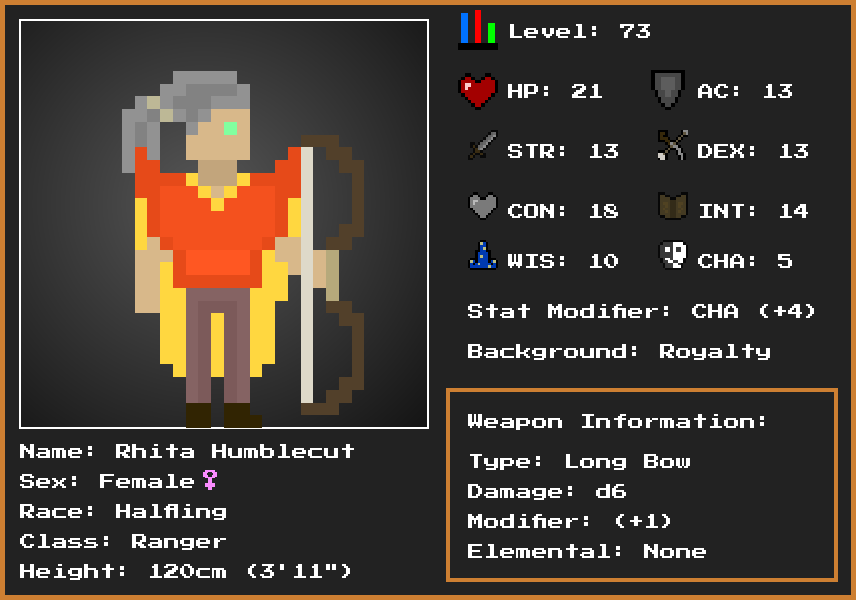 Level: 73
HP: 21 AC: 13
STR: 13 DEX: 13
CON: 18 INT: 14
WIS: 10 CHA: 5
Stat Modifier: CHA (+4)
Background: Royalty
Weapon Information:
Type: Long Bow
Damage: d6
Modifier: (+1)
Elemental: None
Name: Rhita Humblecut
Sex: Female♀
Race: Halfling
Class: Ranger
Height: 120cm (3'11")